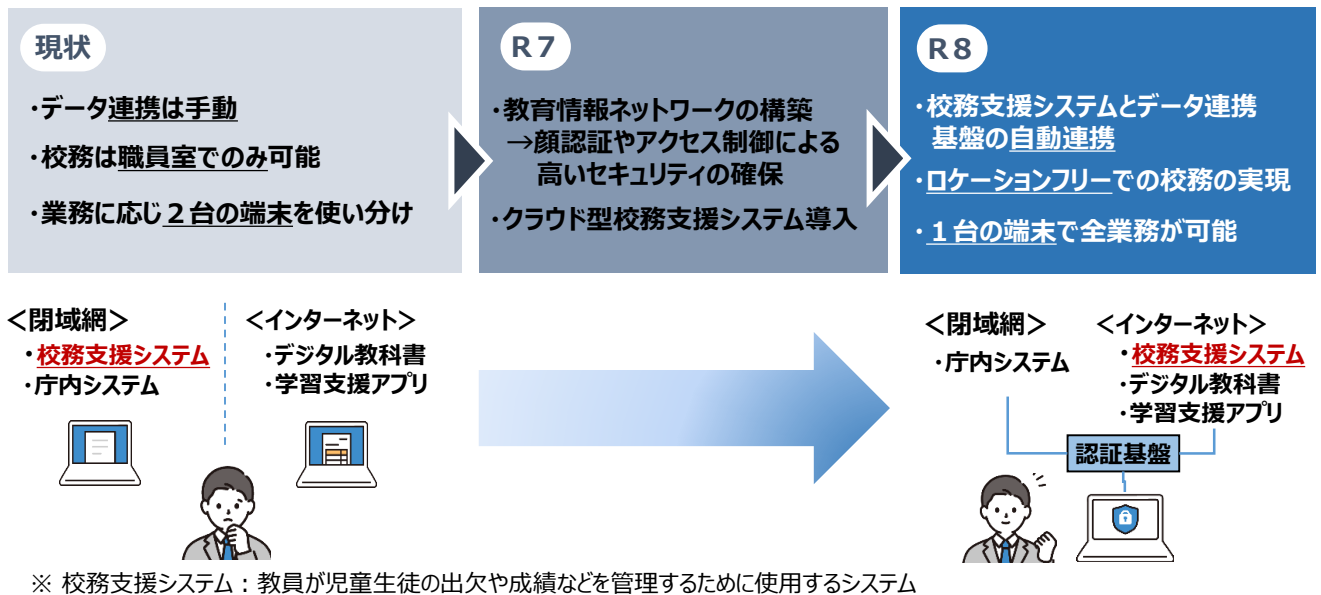 現状
・データ連携は手動
・校務は職員室でのみ可能
・業務に応じ２台の端末を使い分け
R７
・教育情報ネットワークの構築
→顔認証やアクセス制御による
高いセキュリティの確保
・クラウド型校務支援システム導入
R８
・校務支援システムとデータ連携
基盤の自動連携
・ロケーションフリーでの校務の実現
・１台の端末で全業務が可能
＜閉域網＞
・校務支援システム
・庁内システム
＜インターネット＞
・デジタル教科書
・学習支援アプリ
＜閉域網＞
・庁内システム
＜インターネット＞
・校務支援システム
・デジタル教科書
・学習支援アプリ
認証基盤
※ 校務支援システム：教員が児童生徒の出欠や成績などを管理するために使用するシステム